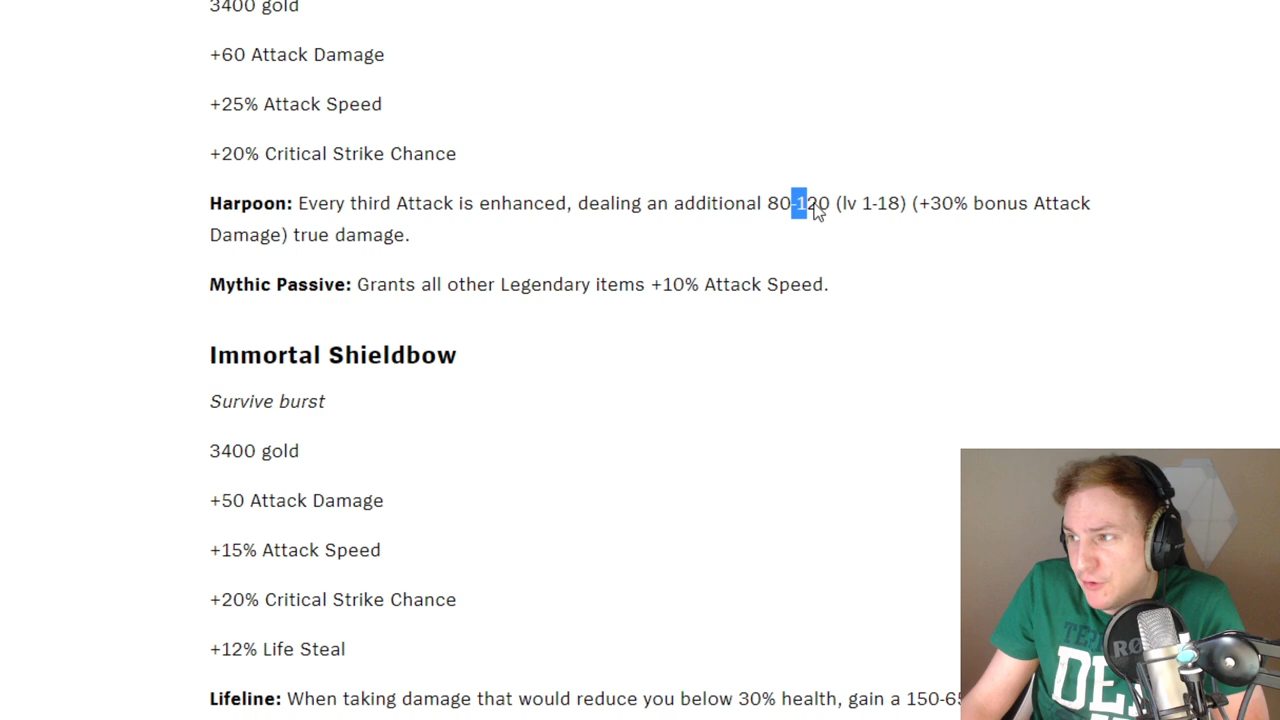 3400 gold
+60 Attack Damage
+25% Attack Speed
+20% Critical Strike Chance
Harpoon: Every third Attack is enhanced, dealing an additional 80-120 (lv 1-18) (+30% bonus Attack
Damage) true damage.
Mythic Passive: Grants all other Legendary items +10% Attack Speed.
Immortal Shieldbow
Survive burst
3400 gold
+50 Attack Damage
+15% Attack Speed
+20% Critical Strike Chance
+12% Life Steal
Lifeline: When taking damage that would reduce you below 30% health, gain a